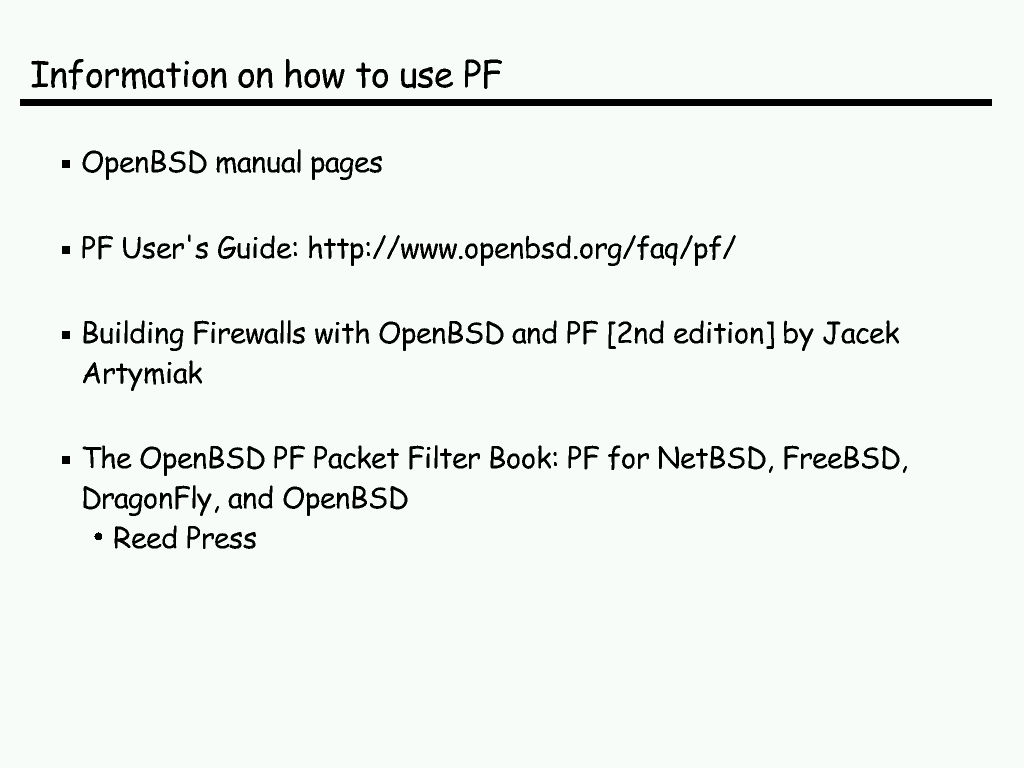 Information on how to use PF
▪ OpenBSD manual pages
▪ PF User's Guide: http://www.openbsd.org/faq/pf/
▪ Building Firewalls with OpenBSD and PF [2nd edition] by Jacek
Artymiak
▪ The OpenBSD PF Packet Filter Book: PF for NetBSD, FreeBSD,
DragonFly, and OpenBSD
• Reed Press